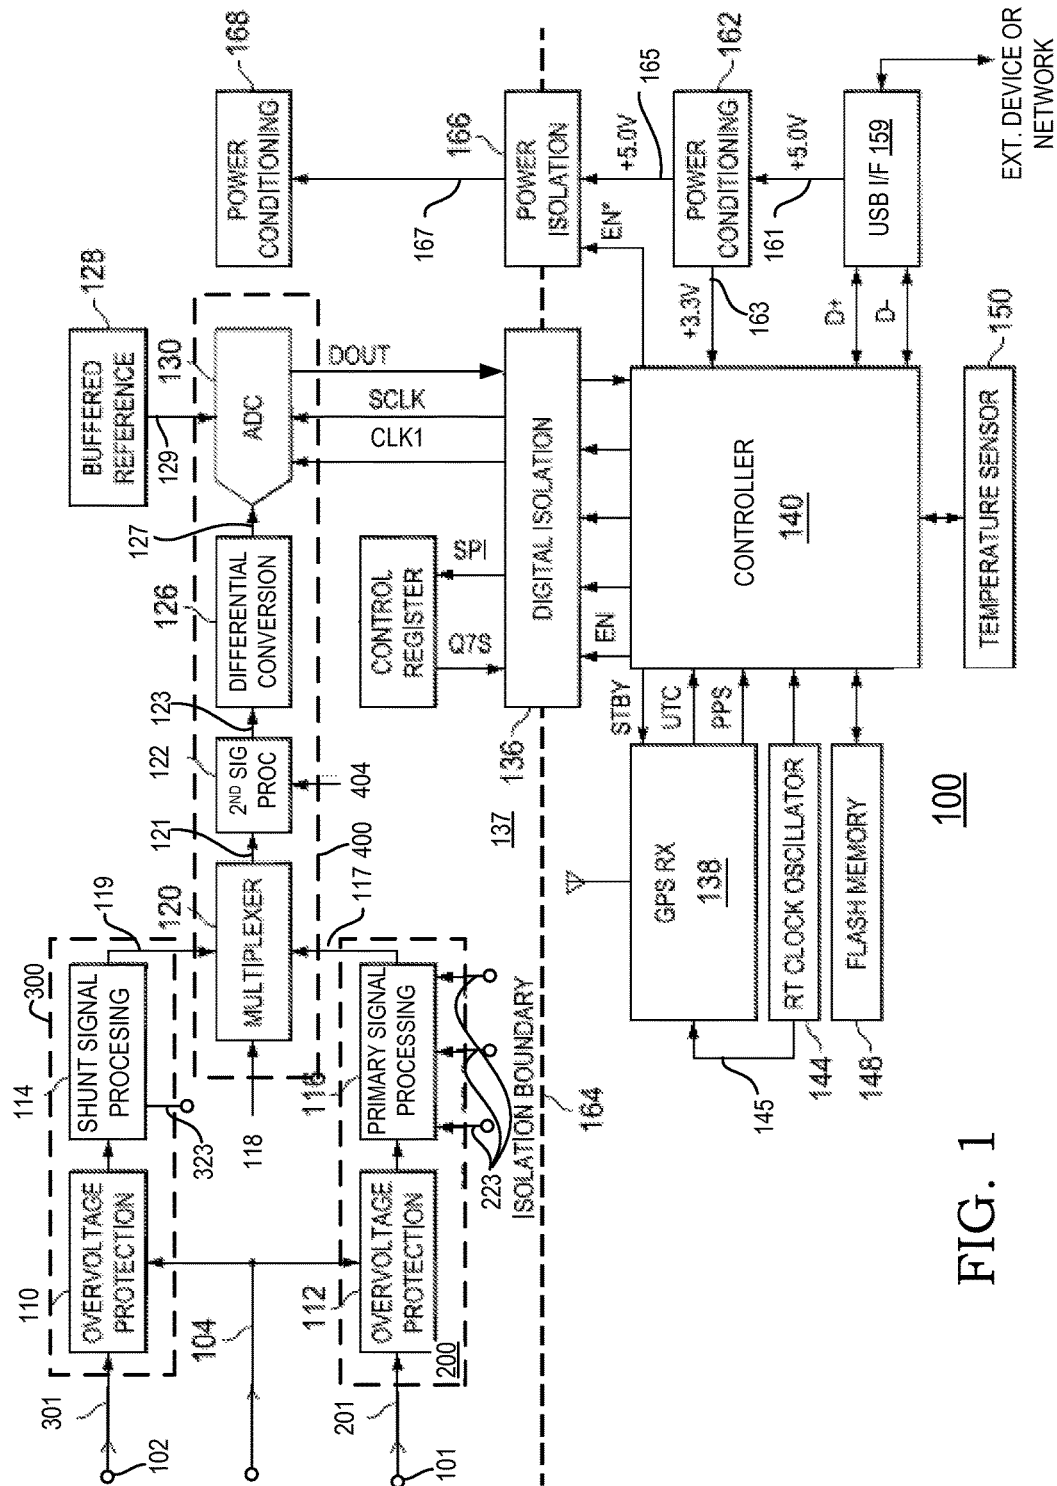 102
301
110
OVERVOLTAGE
PROTECTION
114
SHUNT SIGNAL
PROCESING
300
119
323
104
118
MULTIPLEXER
120
121
2ND SIG
PROC
122
123
404
400
DIFFERENTIAL
CONVERSION
126
127
ADC
130
129
BUFFERED
REFERENCE
128
POWER
CONDITIONING
168
101
201
200
OVERVOLTAGE
PROTECTION
112
PRIMARY SIGNAL
PROCESSING
116
117
223
CONTROL
REGISTER
Q7S
SPI
CLK1
SCLK
DOUT
167
ISOLATION BOUNDARY
164
137
136
DIGITAL ISOLATION
POWER
ISOLATION
166
EN
EN*
+5.0V
165
STBY
UTC
PPS
GPS RX
138
RT CLOCK OSCILLATOR
144
145
FLASH MEMORY
148
CONTROLLER
140
+3.3V
163
POWER
CONDITIONING
162
161
+5.0V
D+
D-
USB I/F 159
TEMPERATURE SENSOR
150
EXT. DEVICE OR
NETWORK
100
FIG. 1